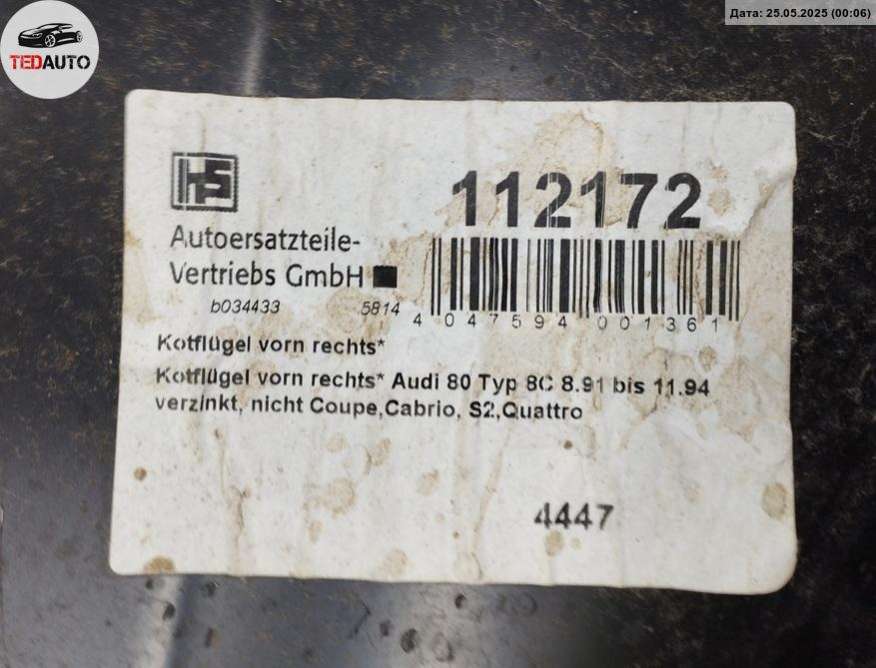 TEDAUTO
Дата: 25.05.2025 (00:06)
hS
Autoersatzteile-
Vertriebs GmbH
112172
b034433
5814
4 047594 001361
Kotflügel vorn rechts*
Kotflügel vorn rechts* Audi 80 Typ 8C 8.91 bis 11.94
verzinkt, nicht Coupe,Cabrio, S2,Quattro
4447